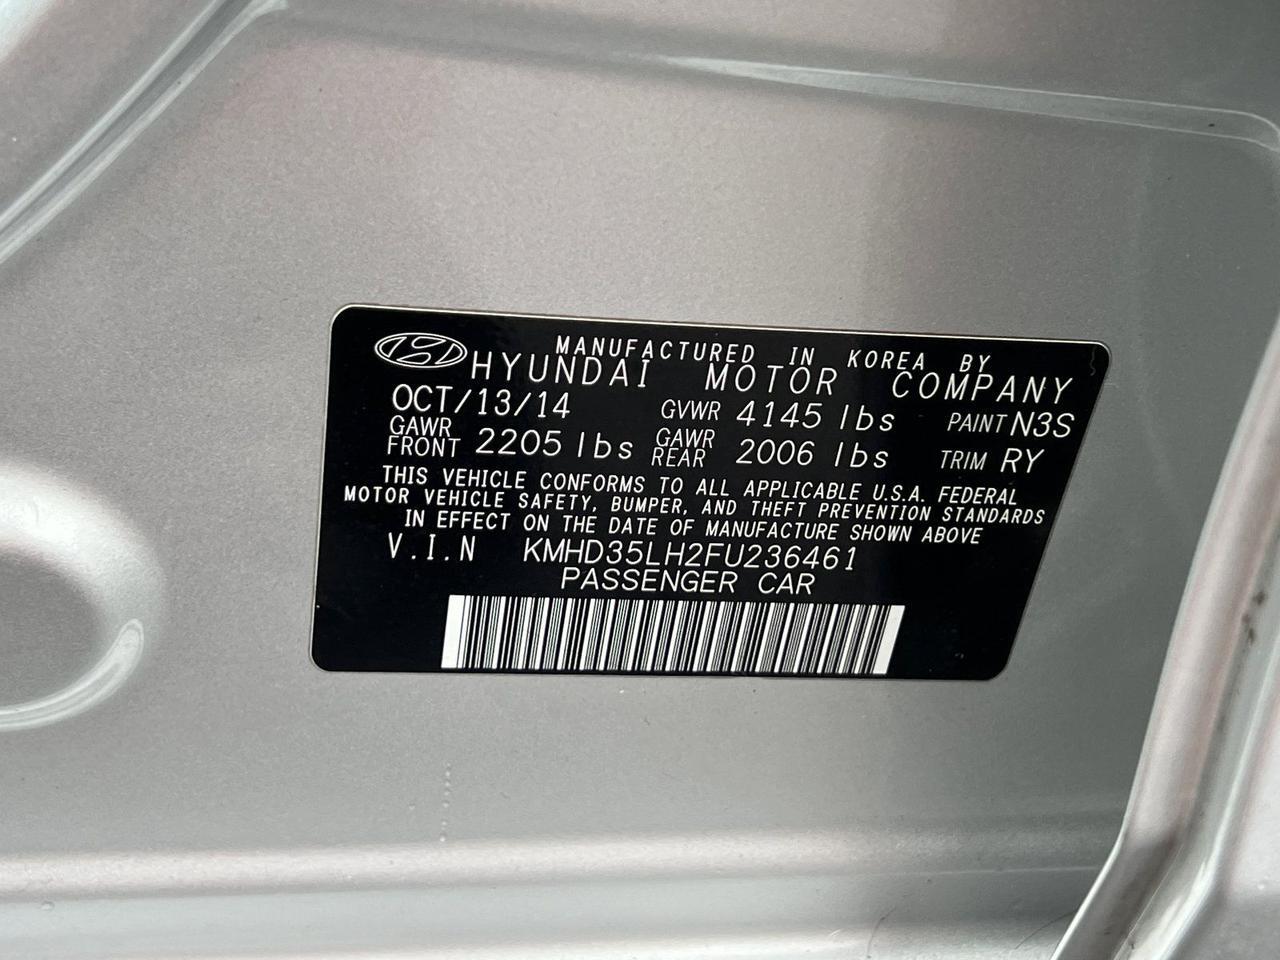 MANUFACTURED IN KOREA BY
HYUNDAI MOTOR COMPANY
OCT/13/14 GVWR 4145 lbs PAINT N3S
GAWR FRONT 2205 lbs GAWR REAR 2006 lbs TRIM RY
THIS VEHICLE CONFORMS TO ALL APPLICABLE U.S.A. FEDERAL
MOTOR VEHICLE SAFETY, BUMPER, AND THEFT PREVENTION STANDARDS
IN EFFECT ON THE DATE OF MANUFACTURE SHOWN ABOVE
V.I.N KMHD35LH2FU236461
PASSENGER CAR